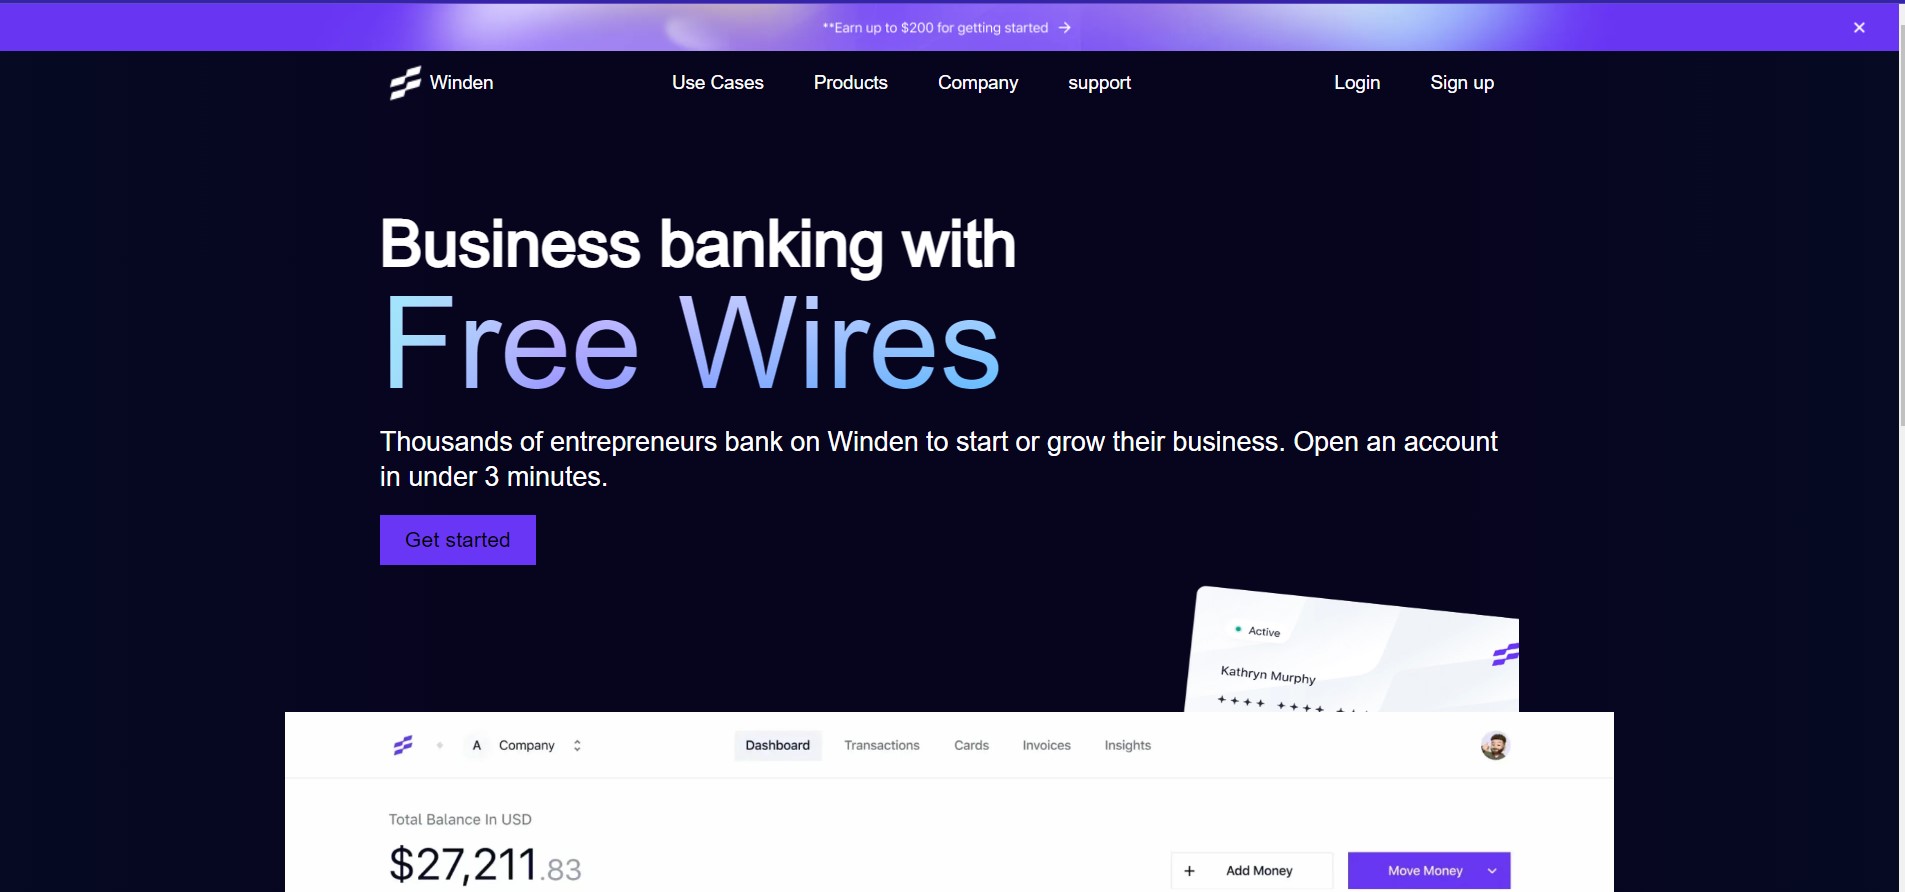 **Earn up to $200 for getting started →
Winden
Use Cases Products Company support Login Sign up
Business banking with
Free Wires
Thousands of entrepreneurs bank on Winden to start or grow their business. Open an account
in under 3 minutes.
Get started
Active
Kathryn Murphy
A Company
Dashboard Transactions Cards Invoices Insights
Total Balance In USD
$27,211.83
+ Add Money
Move Money